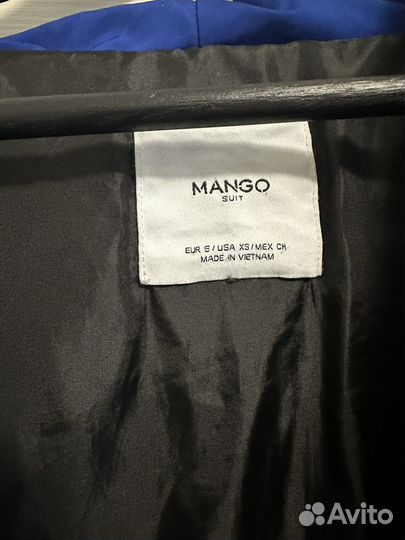 MANGO
SUIT
EUR S / USA XS / MEX CH
MADE IN VIETNAM
Avito